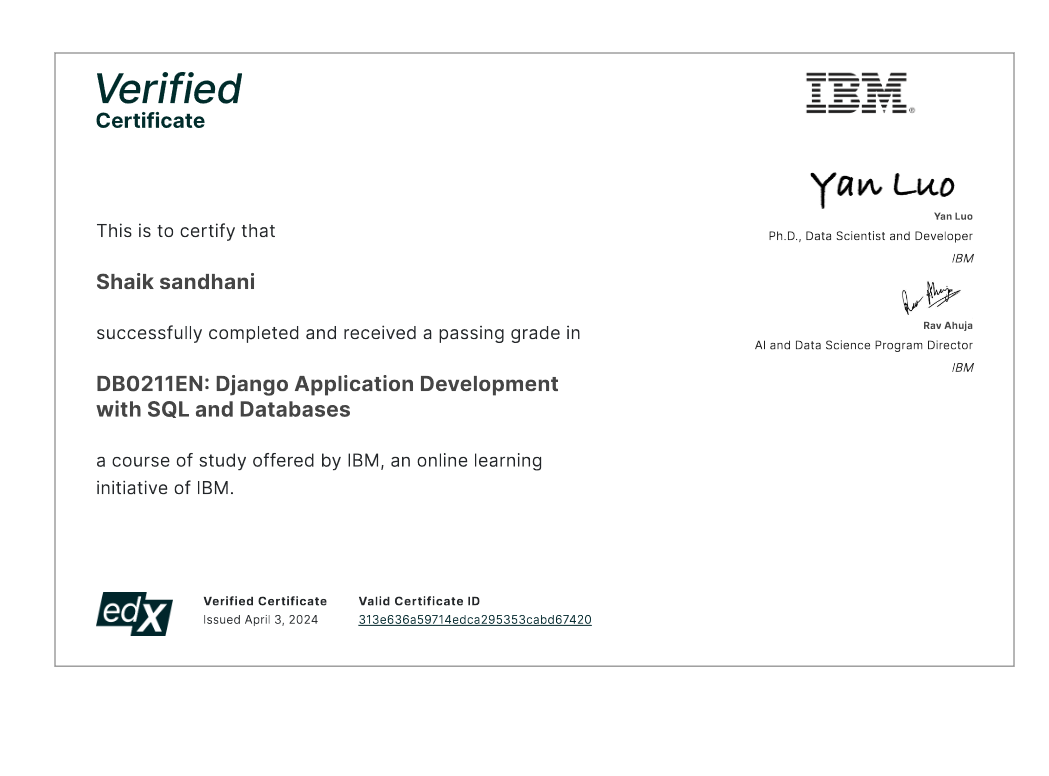 Verified
Certificate
IBM®
This is to certify that
Shaik sandhani
successfully completed and received a passing grade in
DB0211EN: Django Application Development
with SQL and Databases
a course of study offered by IBM, an online learning
initiative of IBM.
Yan Luo
Yan Luo
Ph.D., Data Scientist and Developer
IBM
Rav Ahuja
Rav Ahuja
AI and Data Science Program Director
IBM
edX
Verified Certificate
Issued April 3, 2024
Valid Certificate ID
313e636a59714edca295353cabd67420